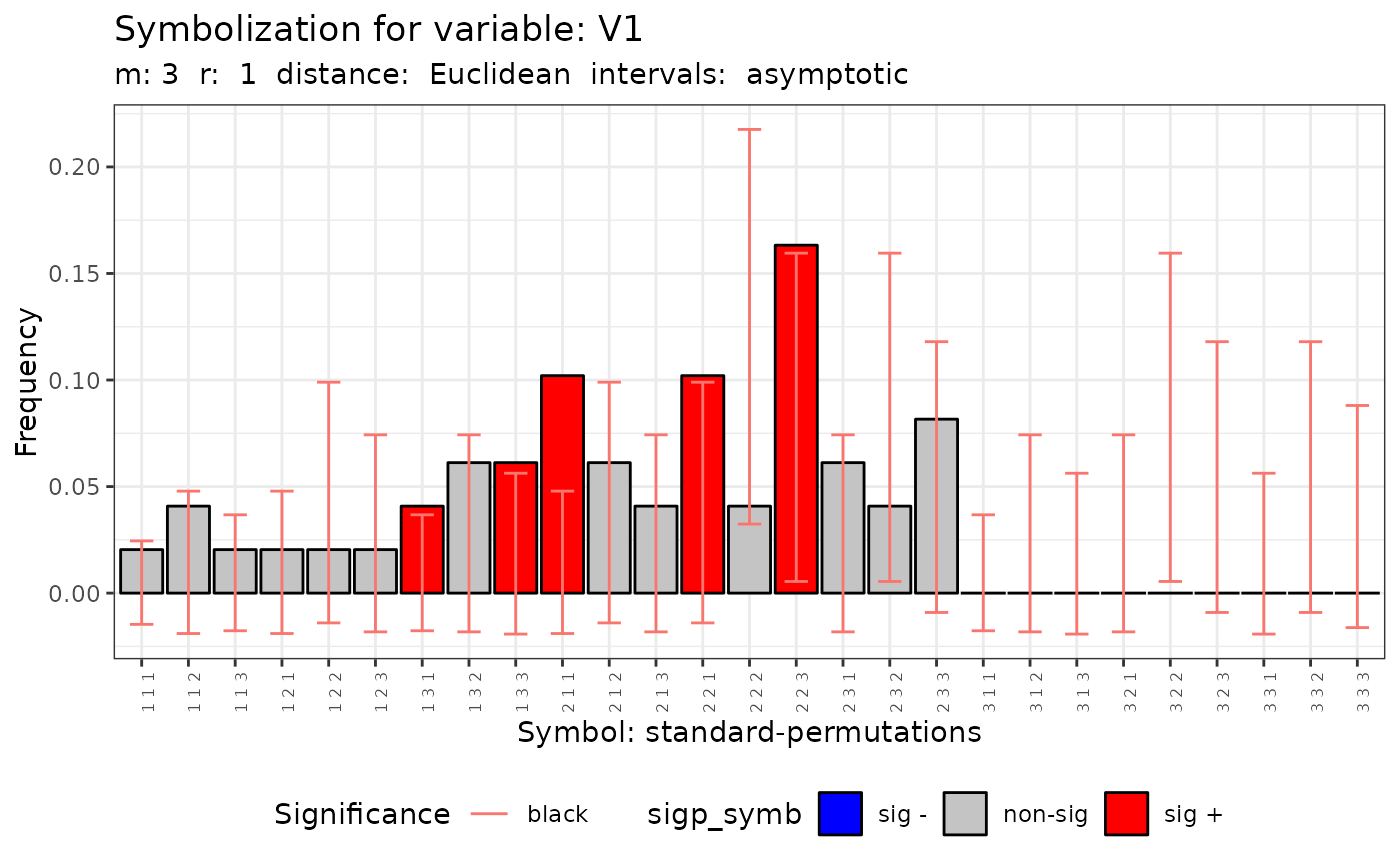 Symbolization for variable: V1
m: 3 r: 1 distance: Euclidean intervals: asymptotic
Frequency
0.20
0.15
0.10
0.05
0.00
1 1 1
1 1 2
1 1 3
1 2 1
1 2 2
1 2 3
1 3 1
1 3 2
1 3 3
2 1 1
2 1 2
2 1 3
2 2 1
2 2 2
2 2 3
2 3 1
2 3 2
2 3 3
3 1 1
3 1 2
3 1 3
3 2 1
3 2 2
3 2 3
3 3 1
3 3 2
3 3 3
Symbol: standard-permutations
Significance black sigp_symb sig - non-sig sig +